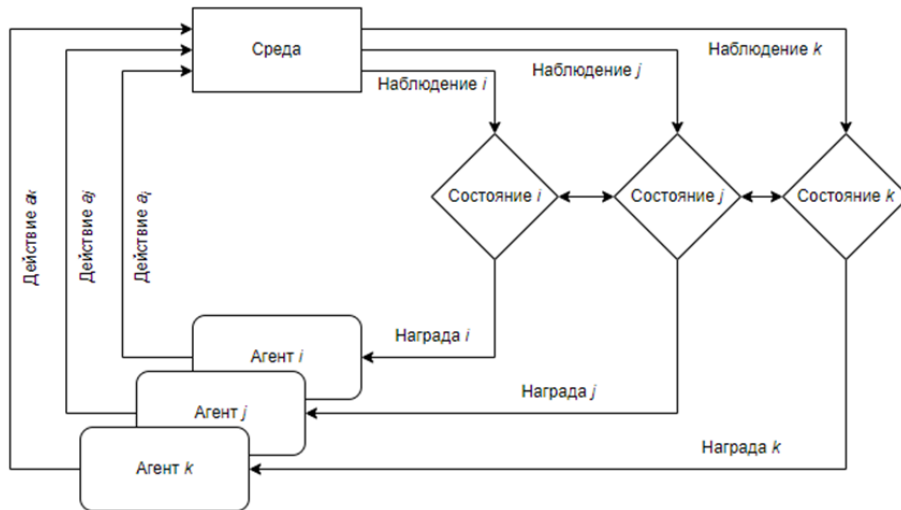 Среда
Наблюдение k
Наблюдение j
Наблюдение i
Состояние i
Состояние j
Состояние k
Действие ak
Действие aj
Действие ai
Награда i
Агент i
Награда j
Агент j
Награда k
Агент k